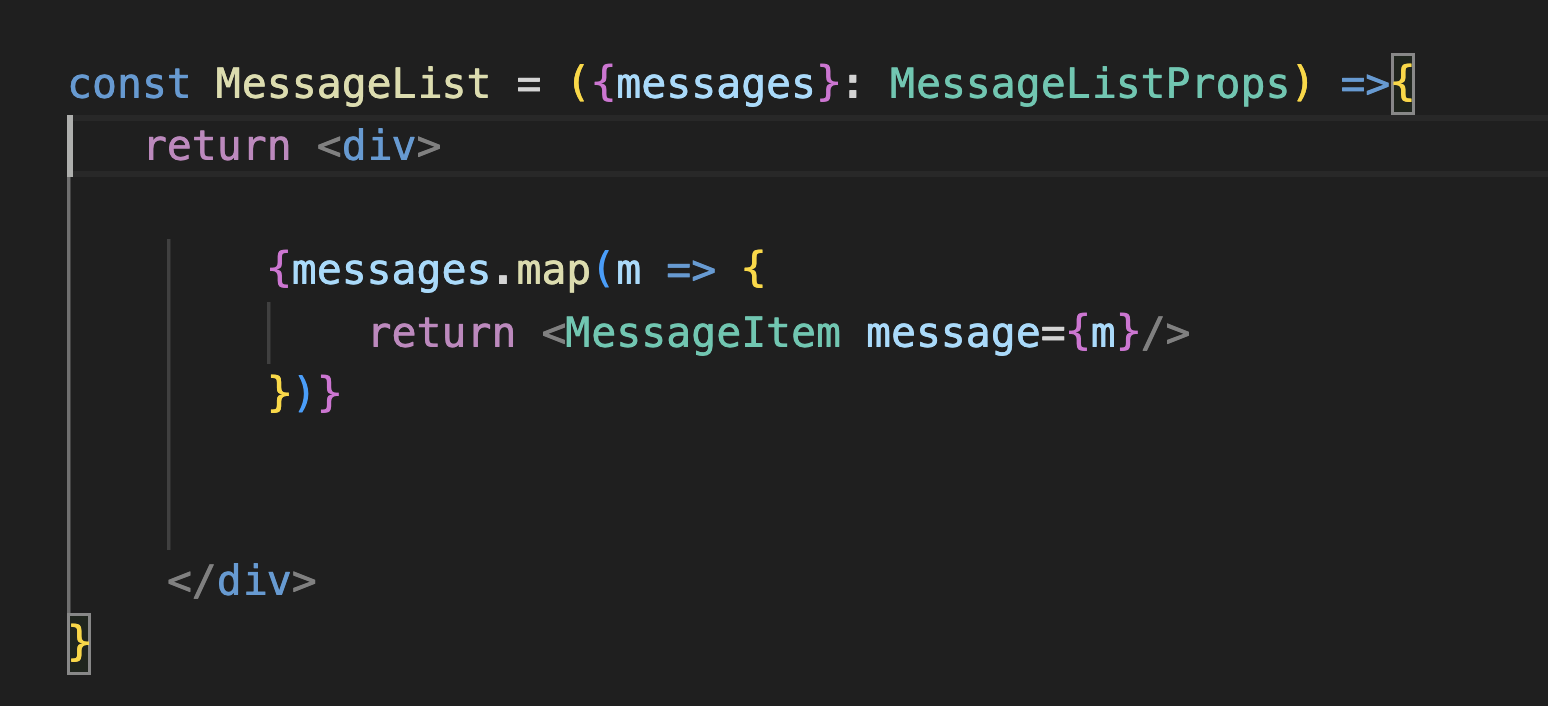 const MessageList = ({messages}: MessageListProps) =>{
return <div>
{messages.map(m => {
return <MessageItem message={m}/>
})}
</div>
}